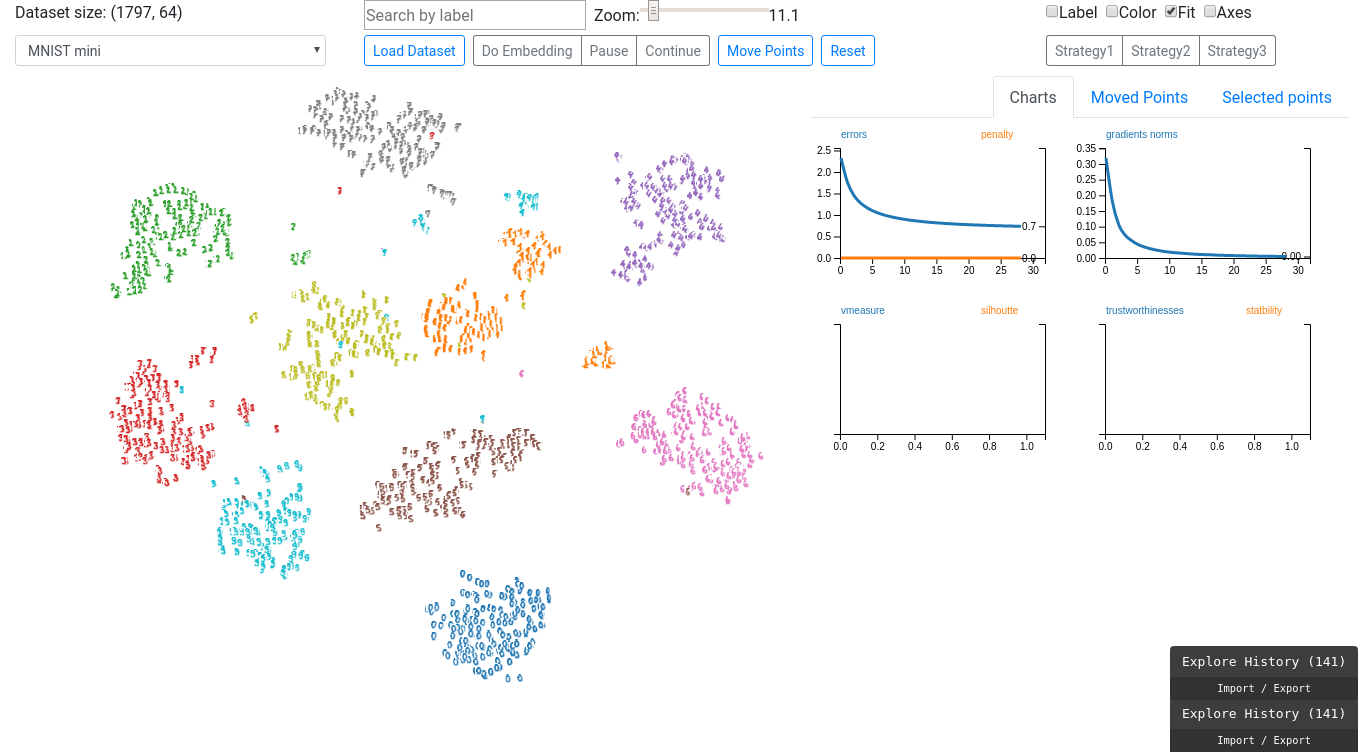 Dataset size: (1797, 64)
Search by label
Zoom:
11.1
Label Color Fit Axes
MNIST mini
Load Dataset
Do Embedding Pause Continue
Move Points
Reset
Strategy1 Strategy2 Strategy3
Charts Moved Points Selected points
errors penalty
2.5
2.0
1.5
1.0
0.5
0.0
0.7
0.0
0 5 10 15 20 25 30
gradients norms
0.35
0.30
0.25
0.20
0.15
0.10
0.05
0.00
0.00
0 5 10 15 20 25 30
vmeasure silhoutte
0.0 0.2 0.4 0.6 0.8 1.0
trustworthinesses statbility
0.0 0.2 0.4 0.6 0.8 1.0
Explore History (141)
Import / Export
Explore History (141)
Import / Export